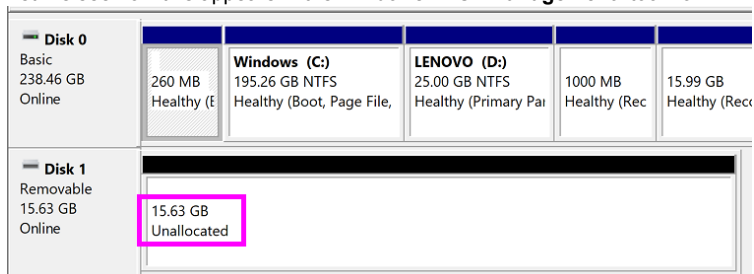 Disk 0
Basic
238.46 GB
Online
260 MB
Healthy (E
Windows (C:)
195.26 GB NTFS
Healthy (Boot, Page File,
LENOVO (D:)
25.00 GB NTFS
Healthy (Primary Par
1000 MB
Healthy (Rec
15.99 GB
Healthy (Reco
Disk 1
Removable
15.63 GB
Online
15.63 GB
Unallocated